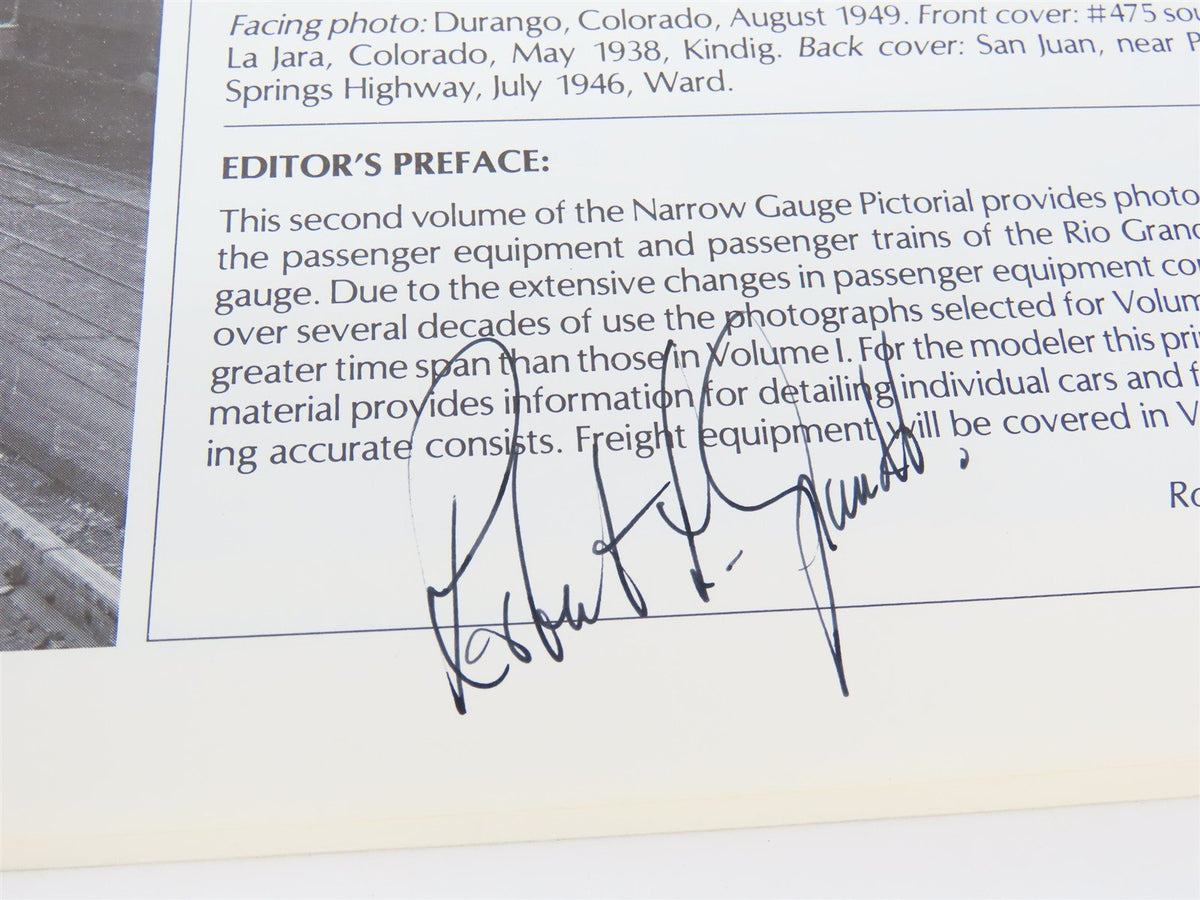 Facing photo: Durango, Colorado, August 1949. Front cover: #475 sou
La Jara, Colorado, May 1938, Kindig. Back cover: San Juan, near P
Springs Highway, July 1946, Ward.
EDITOR'S PREFACE:
This second volume of the Narrow Gauge Pictorial provides photo
the passenger equipment and passenger trains of the Rio Grand
gauge. Due to the extensive changes in passenger equipment co
over several decades of use the photographs selected for Volum
greater time span than those in Volume I. For the modeler this pri
material provides information for detailing individual cars and f
ing accurate consists. Freight equipment will be covered in V
Ro
Robert L. Grandt